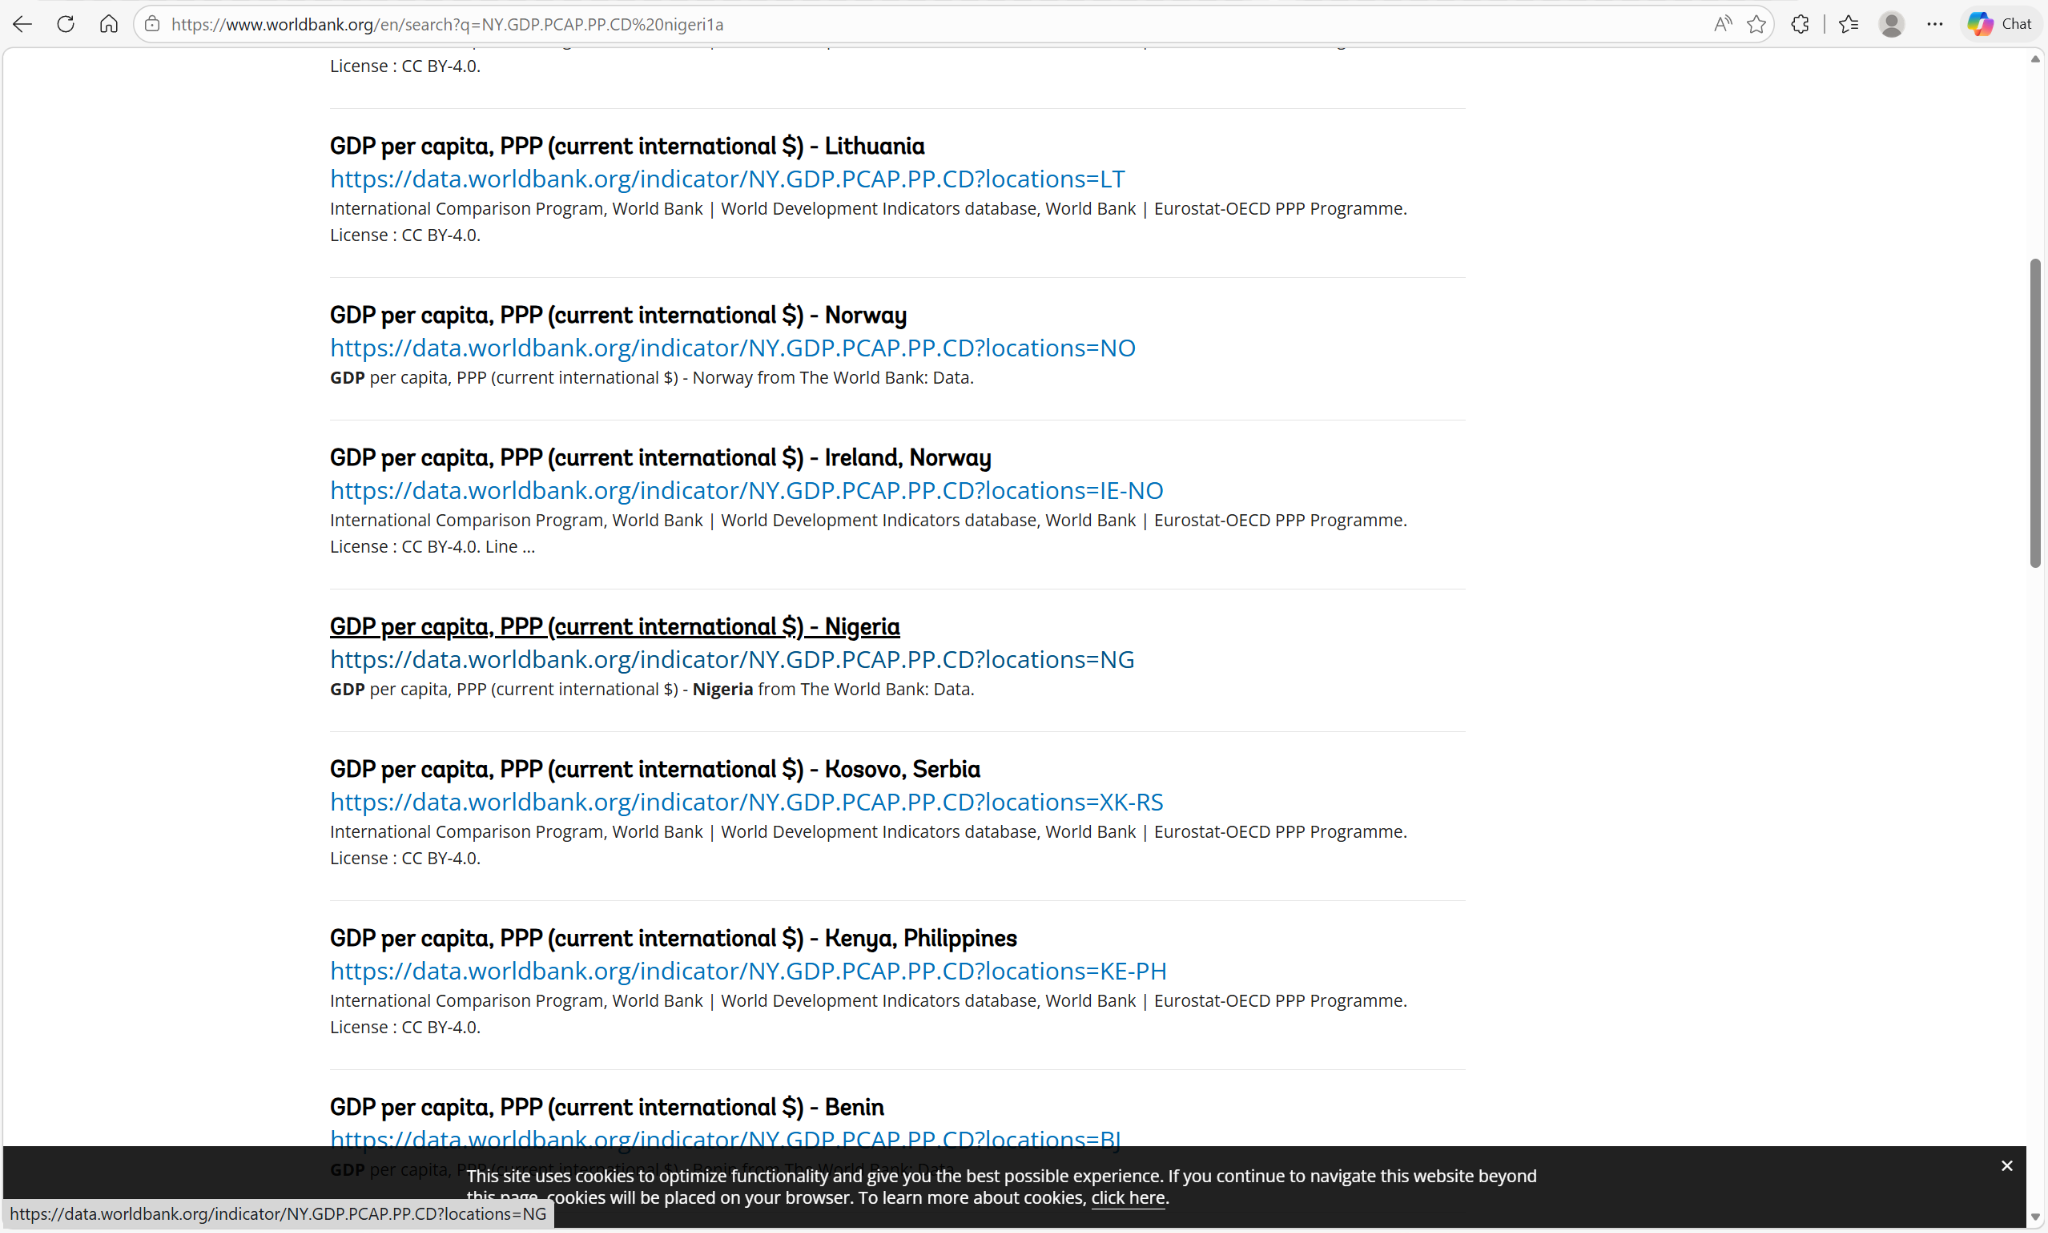 https://www.worldbank.org/en/search?q=NY.GDP.PCAP.PP.CD%20nigeri1a
Chat
License : CC BY-4.0.
GDP per capita, PPP (current international $) - Lithuania
https://data.worldbank.org/indicator/NY.GDP.PCAP.PP.CD?locations=LT
International Comparison Program, World Bank | World Development Indicators database, World Bank | Eurostat-OECD PPP Programme.
License : CC BY-4.0.
GDP per capita, PPP (current international $) - Norway
https://data.worldbank.org/indicator/NY.GDP.PCAP.PP.CD?locations=NO
GDP per capita, PPP (current international $) - Norway from The World Bank: Data.
GDP per capita, PPP (current international $) - Ireland, Norway
https://data.worldbank.org/indicator/NY.GDP.PCAP.PP.CD?locations=IE-NO
International Comparison Program, World Bank | World Development Indicators database, World Bank | Eurostat-OECD PPP Programme.
License : CC BY-4.0. Line ...
GDP per capita, PPP (current international $) - Nigeria
https://data.worldbank.org/indicator/NY.GDP.PCAP.PP.CD?locations=NG
GDP per capita, PPP (current international $) - Nigeria from The World Bank: Data.
GDP per capita, PPP (current international $) - Kosovo, Serbia
https://data.worldbank.org/indicator/NY.GDP.PCAP.PP.CD?locations=XK-RS
International Comparison Program, World Bank | World Development Indicators database, World Bank | Eurostat-OECD PPP Programme.
License : CC BY-4.0.
GDP per capita, PPP (current international $) - Kenya, Philippines
https://data.worldbank.org/indicator/NY.GDP.PCAP.PP.CD?locations=KE-PH
International Comparison Program, World Bank | World Development Indicators database, World Bank | Eurostat-OECD PPP Programme.
License : CC BY-4.0.
GDP per capita, PPP (current international $) - Benin
https://data.worldbank.org/indicator/NY.GDP.PCAP.PP.CD?locations=BJ
GDP per capita, PPP (current international $) - Benin from The World Bank: Data.
This site uses cookies to optimize functionality and give you the best possible experience. If you continue to navigate this website beyond
this page, cookies will be placed on your browser. To learn more about cookies, click here.
https://data.worldbank.org/indicator/NY.GDP.PCAP.PP.CD?locations=NG